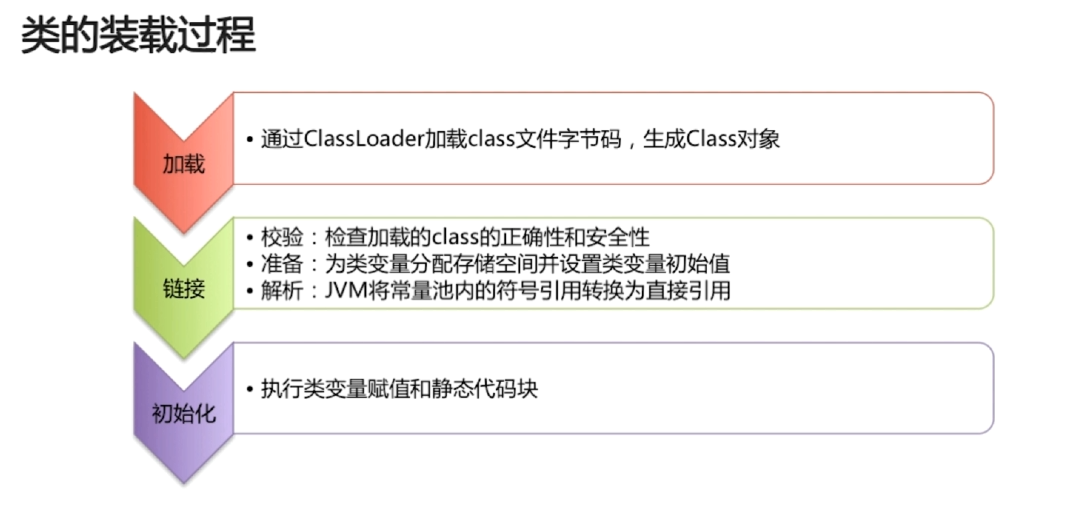 类的装载过程
加载
• 通过ClassLoader加载class文件字节码，生成Class对象
链接
• 校验：检查加载的class的正确性和安全性
• 准备：为类变量分配存储空间并设置类变量初始值
• 解析：JVM将常量池内的符号引用转换为直接引用
初始化
• 执行类变量赋值和静态代码块